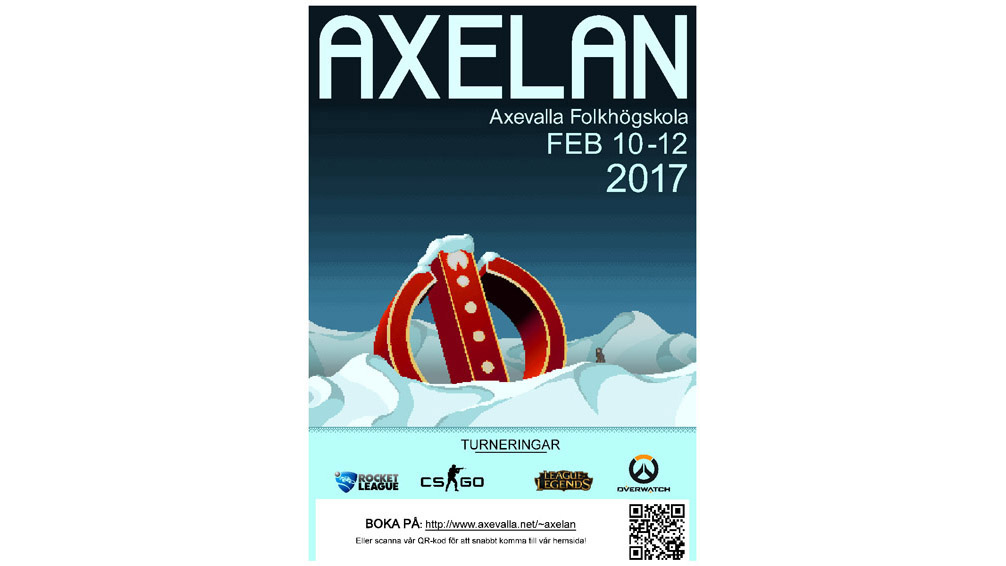 AXELAN
Axevalla Folkhögskola
FEB 10-12
2017
TURNERINGAR
ROCKET
LEAGUE
CS GO
LEAGUE
OF
LEGENDS
OVERWATCH
BOKA PÅ: http://www.axevalla.net/~axelan
Eller scanna vår QR-kod för att snabbt komma till vår hemsida!